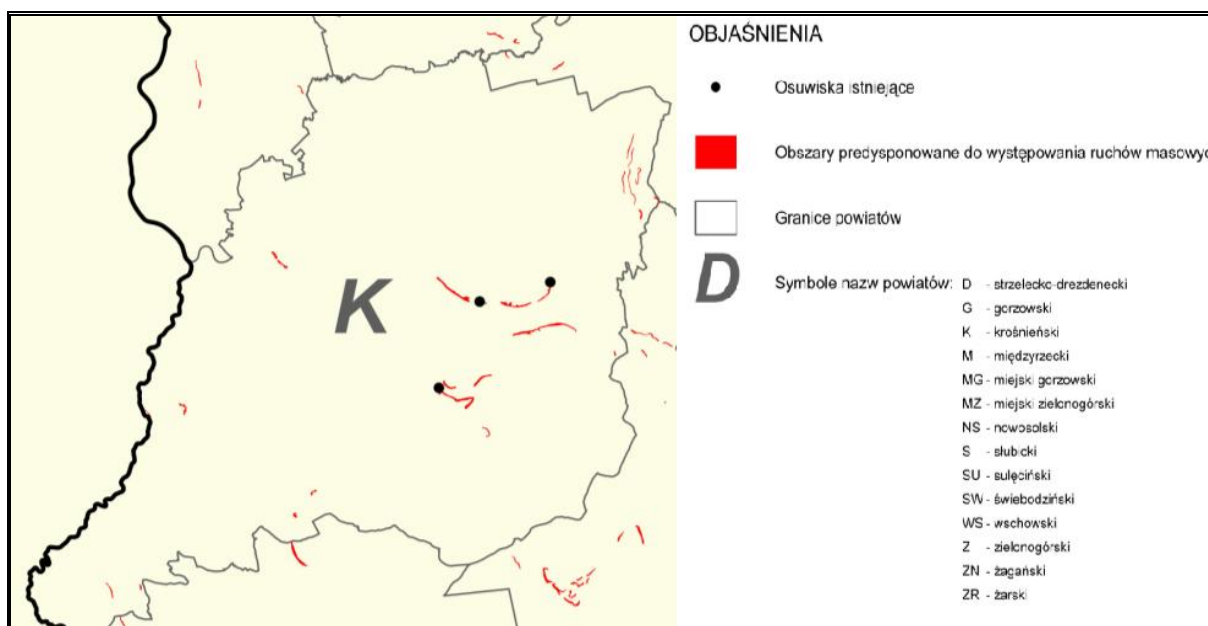 K
OBJAŚNIENIA
Osuwiska istniejące
Obszary predysponowane do występowania ruchów masowyc
Granice powiatów
D
Symbole nazw powiatów:
D - strzelecko-drezdenecki
G - gorzowski
K - krośnieński
M - międzyrzecki
MG - miejski gorzowski
MZ - miejski zielonogórski
NS - nowosolski
S - słubicki
SU - sulęciński
SW - świebodziński
WS - wschowski
Z - zielonogórski
ZN - żagański
ZR - żarski